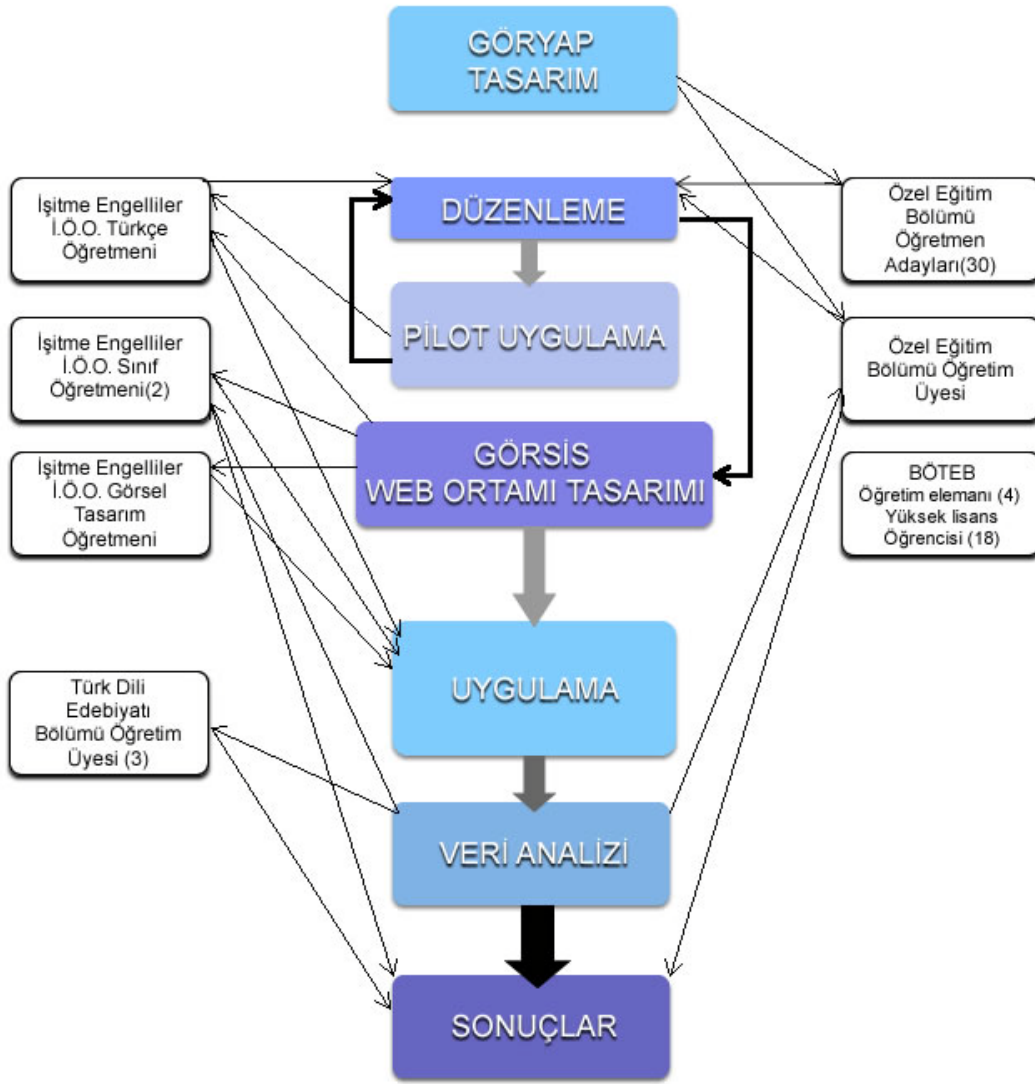 GÖRYAP
TASARIM
DÜZENLEME
PİLOT UYGULAMA
GÖRSİS
WEB ORTAMI TASARIMI
UYGULAMA
VERİ ANALİZİ
SONUÇLAR
İşitme Engelliler
İ.Ö.O. Türkçe
Öğretmeni
İşitme Engelliler
İ.Ö.O. Sınıf
Öğretmeni(2)
İşitme Engelliler
İ.Ö.O. Görsel
Tasarım
Öğretmeni
Türk Dili
Edebiyatı
Bölümü Öğretim
Üyesi (3)
Özel Eğitim
Bölümü
Öğretmen
Adayları(30)
Özel Eğitim
Bölümü Öğretim
Üyesi
BÖTEB
Öğretim elemanı (4)
Yüksek lisans
Öğrencisi (18)